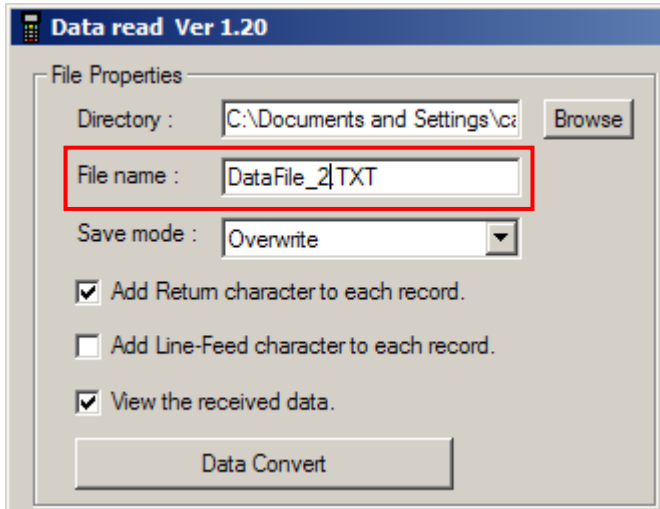 Data read Ver 1.20
File Properties
Directory : C:\Documents and Settings\ca Browse
File name : DataFile_2.TXT
Save mode : Overwrite
Add Return character to each record.
Add Line-Feed character to each record.
View the received data.
Data Convert